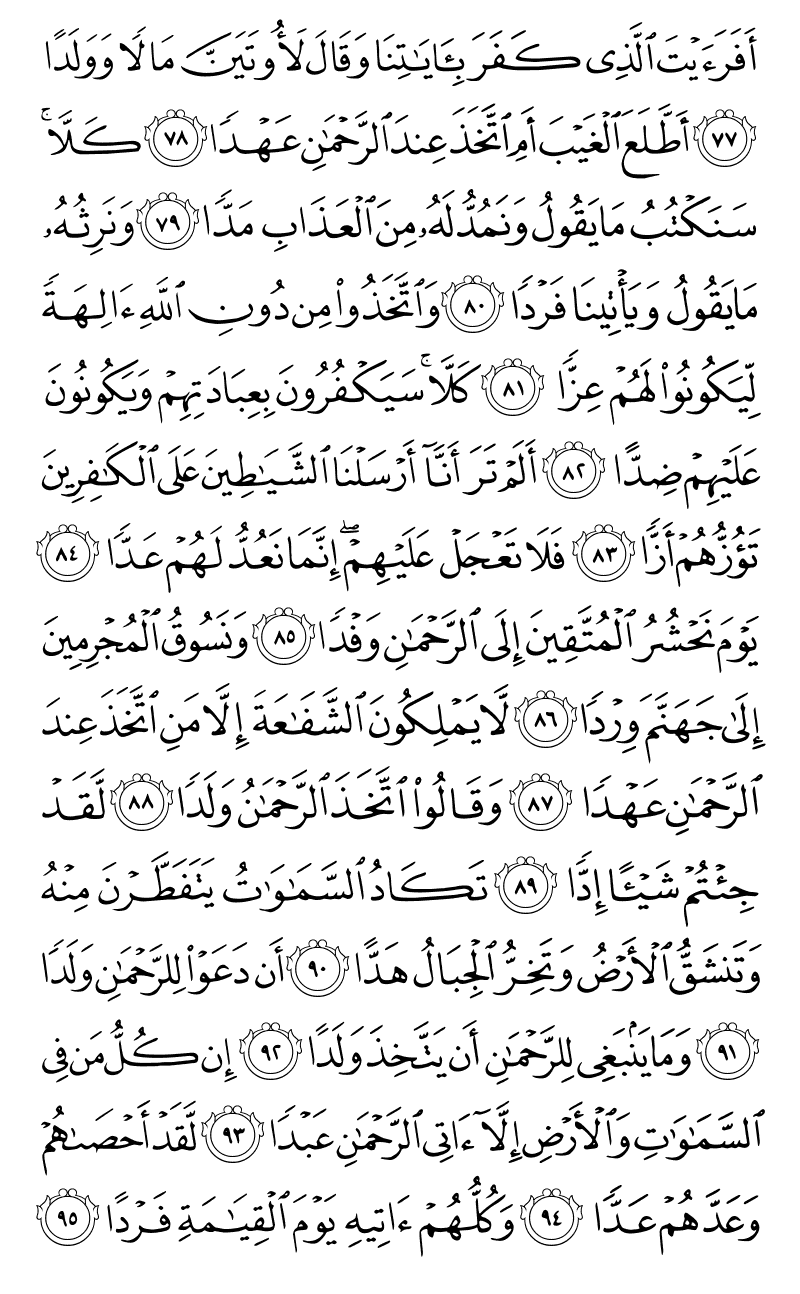 أَفَرَءَيْتَ ٱلَّذِى كَفَرَ بِـَٔايَـٰتِنَا وَقَالَ لَأُوتَيَنَّ مَالًا وَوَلَدًا
٧٧ أَطَّلَعَ ٱلْغَيْبَ أَمِ ٱتَّخَذَ عِندَ ٱلرَّحْمَـٰنِ عَهْدًا ٧٨ كَلَّا ۚ
سَنَكْتُبُ مَا يَقُولُ وَنَمُدُّ لَهُۥ مِنَ ٱلْعَذَابِ مَدًّا ٧٩ وَنَرِثُهُۥ
مَا يَقُولُ وَيَأْتِينَا فَرْدًا ٨٠ وَٱتَّخَذُوا۟ مِن دُونِ ٱللَّهِ ءَالِهَةً
لِّيَكُونُوا۟ لَهُمْ عِزًّا ٨١ كَلَّا ۚ سَيَكْفُرُونَ بِعِبَادَتِهِمْ وَيَكُونُونَ
عَلَيْهِمْ ضِدًّا ٨٢ أَلَمْ تَرَ أَنَّآ أَرْسَلْنَا ٱلشَّيَـٰطِينَ عَلَى ٱلْكَـٰفِرِينَ
تَؤُزُّهُمْ أَزًّا ٨٣ فَلَا تَعْجَلْ عَلَيْهِمْ ۖ إِنَّمَا نَعُدُّ لَهُمْ عَدًّا ٨٤
يَوْمَ نَحْشُرُ ٱلْمُتَّقِينَ إِلَى ٱلرَّحْمَـٰنِ وَفْدًا ٨٥ وَنَسُوقُ ٱلْمُجْرِمِينَ
إِلَىٰ جَهَنَّمَ وِرْدًا ٨٦ لَّا يَمْلِكُونَ ٱلشَّفَـٰعَةَ إِلَّا مَنِ ٱتَّخَذَ عِندَ
ٱلرَّحْمَـٰنِ عَهْدًا ٨٧ وَقَالُوا۟ ٱتَّخَذَ ٱلرَّحْمَـٰنُ وَلَدًا ٨٨ لَّقَدْ
جِئْتُمْ شَيْـًٔا إِدًّا ٨٩ تَكَادُ ٱلسَّمَـٰوَٰتُ يَتَفَطَّرْنَ مِنْهُ
وَتَنشَقُّ ٱلْأَرْضُ وَتَخِرُّ ٱلْجِبَالُ هَدًّا ٩٠ أَن دَعَوْا۟ لِلرَّحْمَـٰنِ وَلَدًا
٩١ وَمَا يَنۢبَغِى لِلرَّحْمَـٰنِ أَن يَتَّخِذَ وَلَدًا ٩٢ إِن كُلُّ مَن فِى
ٱلسَّمَـٰوَٰتِ وَٱلْأَرْضِ إِلَّآ ءَاتِى ٱلرَّحْمَـٰنِ عَبْدًا ٩٣ لَّقَدْ أَحْصَىٰهُمْ
وَعَدَّهُمْ عَدًّا ٩٤ وَكُلُّهُمْ ءَاتِيهِ يَوْمَ ٱلْقِيَـٰمَةِ فَرْدًا ٩٥